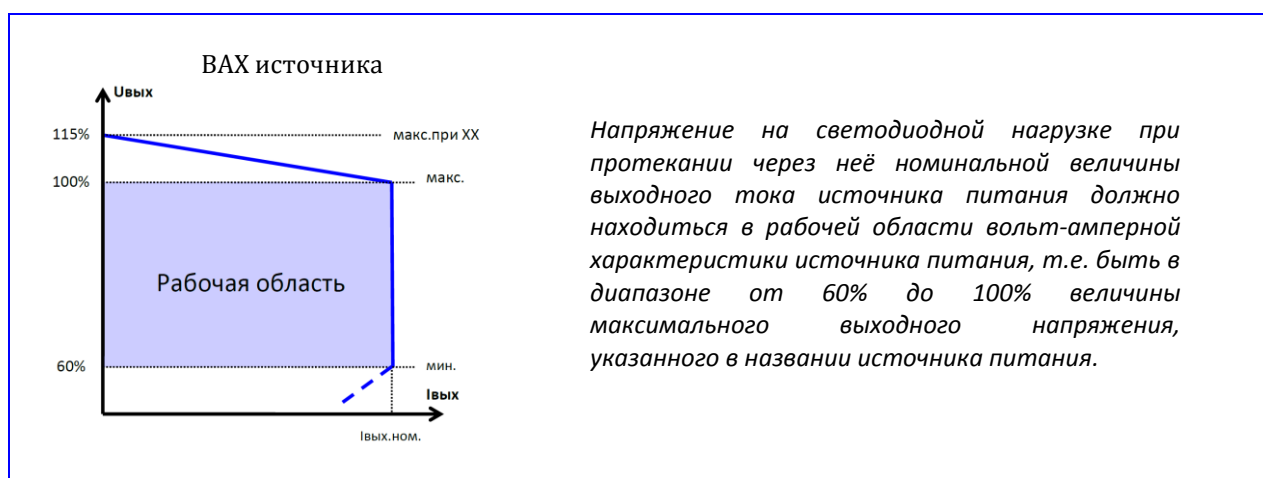 ВАХ источника
Uвых
115%
макс.при ХХ
100%
макс.
Рабочая область
60%
мин.
Iвых
Iвых.ном.
Напряжение на светодиодной нагрузке при
протекании через неё номинальной величины
выходного тока источника питания должно
находиться в рабочей области вольт-амперной
характеристики источника питания, т.е. быть в
диапазоне от 60% до 100% величины
максимального выходного напряжения,
указанного в названии источника питания.